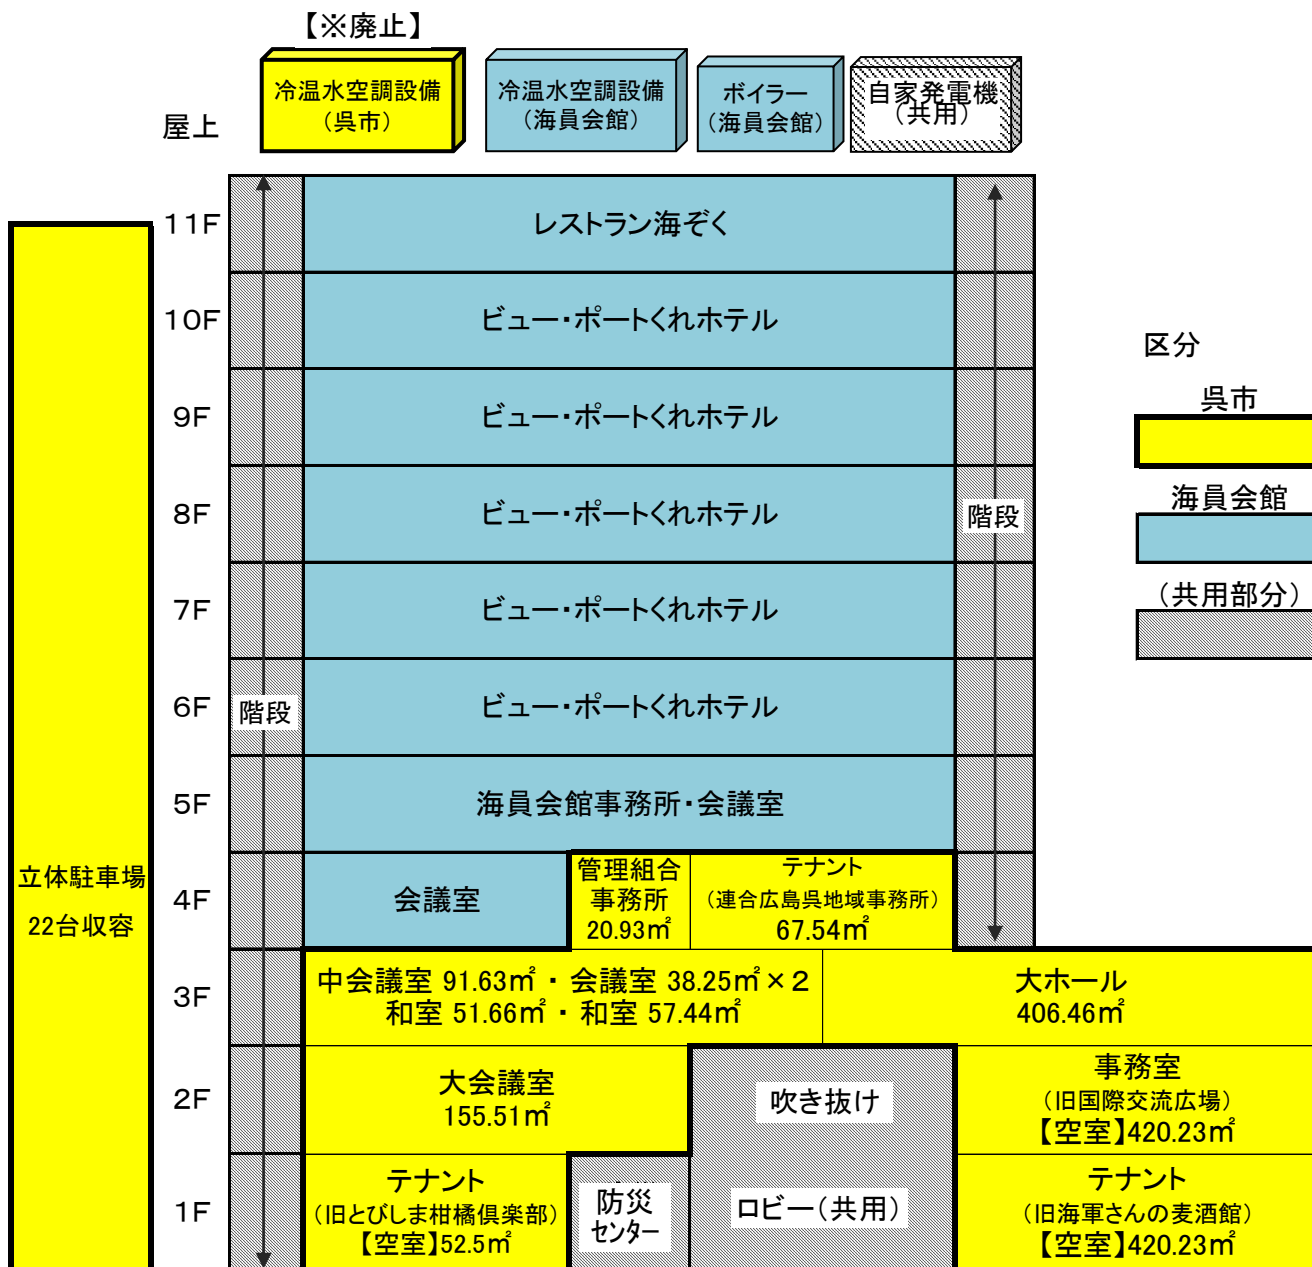 【※廃止】
冷温水空調設備
（呉市）
冷温水空調設備
（海員会館）
ボイラー
（海員会館）
自家発電機
（共用）
屋上
11F
レストラン海ぞく
10F
ビュー・ポートくれホテル
区分
9F
ビュー・ポートくれホテル
呉市
8F
ビュー・ポートくれホテル
階段
海員会館
7F
ビュー・ポートくれホテル
（共用部分）
6F
階段
ビュー・ポートくれホテル
5F
海員会館事務所・会議室
立体駐車場
22台収容
4F
会議室
管理組合
事務所
20.93㎡
テナント
（連合広島呉地域事務所）
67.54㎡
3F
中会議室 91.63㎡ ・ 会議室 38.25㎡×２
和室 51.66㎡ ・ 和室 57.44㎡
大ホール
406.46㎡
2F
大会議室
155.51㎡
吹き抜け
事務室
（旧国際交流広場）
【空室】420.23㎡
1F
テナント
（旧とびしま柑橘倶楽部）
【空室】52.5㎡
防災
センター
ロビー（共用）
テナント
（旧海軍さんの麦酒館）
【空室】420.23㎡